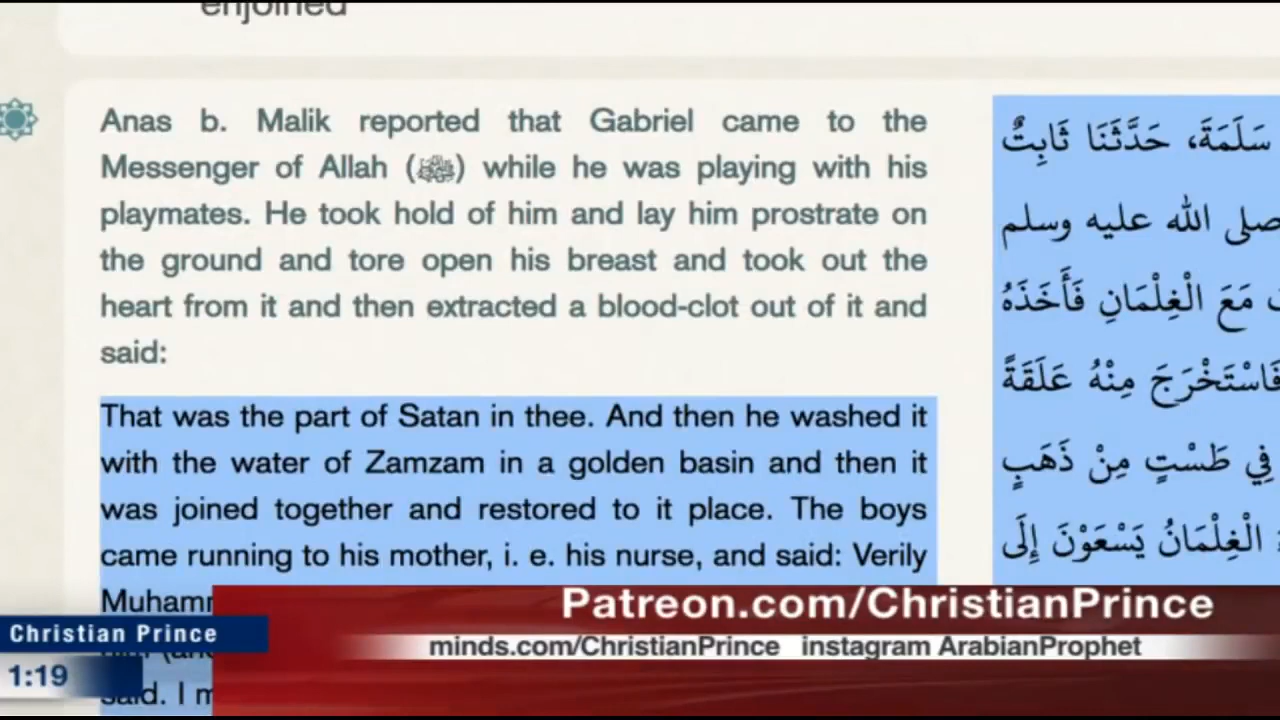 enjoined
Anas b. Malik reported that Gabriel came to the
Messenger of Allah (ﷺ) while he was playing with his
playmates. He took hold of him and lay him prostrate on
the ground and tore open his breast and took out the
heart from it and then extracted a blood-clot out of it and
said:
That was the part of Satan in thee. And then he washed it
with the water of Zamzam in a golden basin and then it
was joined together and restored to it place. The boys
came running to his mother, i. e. his nurse, and said: Verily
Muhamm
said. I m
سَلَمَةَ، حَدَّثَنَا ثَابِتٌ
صلى الله عليه وسلم
مَعَ الْغِلْمَانِ فَأَخَذَهُ
فَاسْتَخْرَجَ مِنْهُ عَلَقَةً
فِي طَسْتٍ مِنْ ذَهَبٍ
الْغِلْمَانُ يَسْعَوْنَ إِلَى
Patreon.com/ChristianPrince
minds.com/ChristianPrince instagram ArabianProphet
Christian Prince
1:19